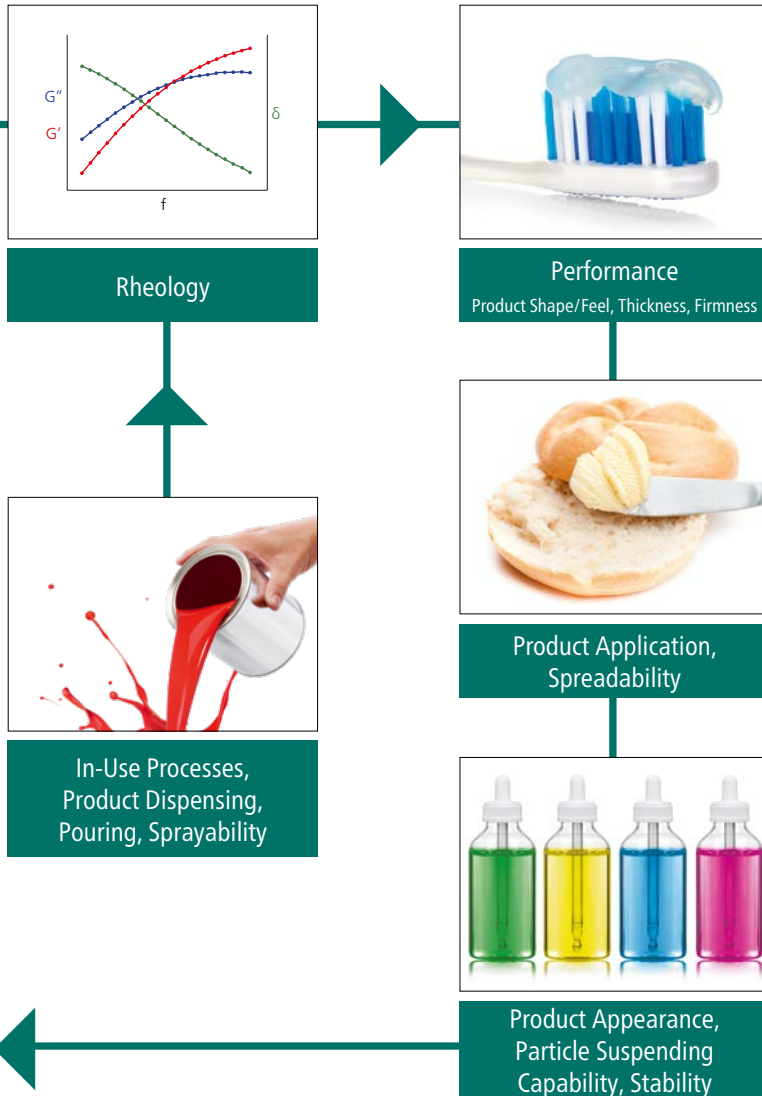 G″
G′
δ
f
Rheology
Performance
Product Shape/Feel, Thickness, Firmness
In-Use Processes,
Product Dispensing,
Pouring, Sprayability
Product Application,
Spreadability
Product Appearance,
Particle Suspending
Capability, Stability